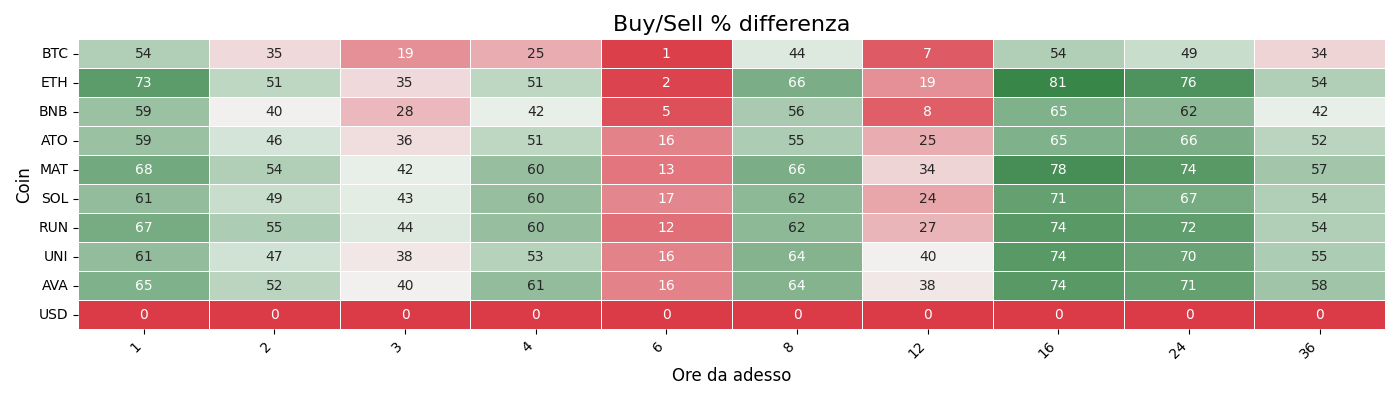 Buy/Sell % differenza
Coin
BTC 54 35 19 25 1 44 7 54 49 34
ETH 73 51 35 51 2 66 19 81 76 54
BNB 59 40 28 42 5 56 8 65 62 42
ATO 59 46 36 51 16 55 25 65 66 52
MAT 68 54 42 60 13 66 34 78 74 57
SOL 61 49 43 60 17 62 24 71 67 54
RUN 67 55 44 60 12 62 27 74 72 54
UNI 61 47 38 53 16 64 40 74 70 55
AVA 65 52 40 61 16 64 38 74 71 58
USD 0 0 0 0 0 0 0 0 0 0
1 2 3 4 6 8 12 16 24 36
Ore da adesso